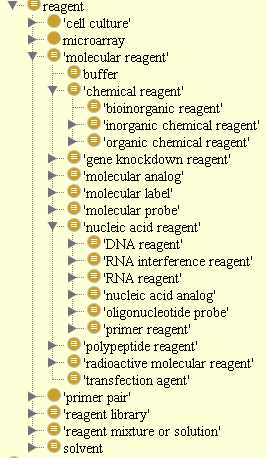 reagent
'cell culture'
microarray
'molecular reagent'
buffer
'chemical reagent'
'bioinorganic reagent'
'inorganic chemical reagent'
'organic chemical reagent'
'gene knockdown reagent'
'molecular analog'
'molecular label'
'molecular probe'
'nucleic acid reagent'
'DNA reagent'
'RNA interference reagent'
'RNA reagent'
'nucleic acid analog'
'oligonucleotide probe'
'primer reagent'
'polypeptide reagent'
'radioactive molecular reagent'
'transfection agent'
'primer pair'
'reagent library'
'reagent mixture or solution'
solvent